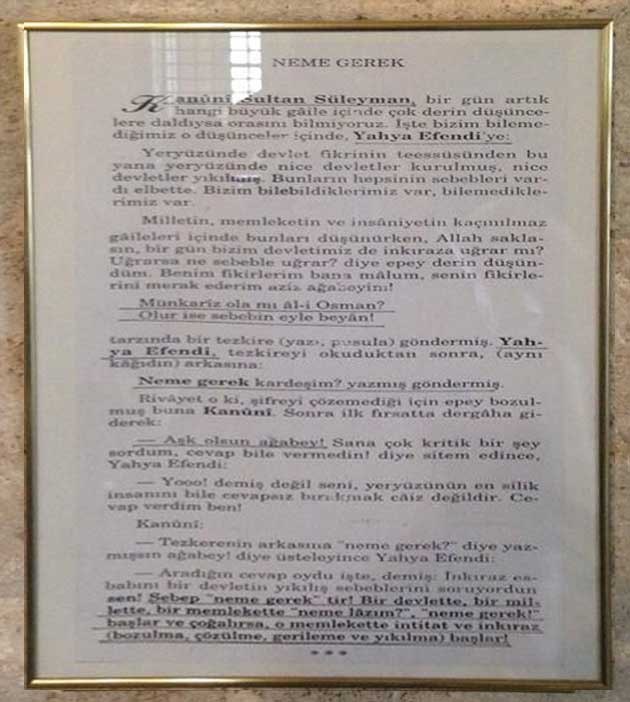 NEME GEREK
Kanûnî Sultan Süleyman, bir gün artık
hangi büyük gâile içinde çok derin düşünce-
lere daldıysa orasını bilmiyoruz. İşte bizim bileme-
diğimiz o düşünceler içinde, Yahya Efendi'ye:
Yeryüzünde devlet fikrinin teessüsünden bu
yana yeryüzünde nice devletler kurulmuş, nice
devletler yıkılmış. Bunların hepsinin sebebleri var-
dı elbette. Bizim bilebildiklerimiz var, bilemedikle-
rimiz var.
Milletin, memleketin ve insâniyetin kaçınılmaz
gâileleri içinde bunları düşünürken, Allah sakla-
sın, bir gün bizim devletimiz de inkıraza uğrar mı?
Uğrarsa ne sebeble uğrar? diye epey derin düşün-
düm. Benim fikirlerim bana mâlum, senin fikirle-
rini merak ederim aziz ağabeyini!
Münkariz ola mı âl-i Osman?
Olur ise sebebin eyle beyân!
tarzında bir tezkire (yazı, pusula) göndermiş. Yah-
ya Efendi, tezkireyi okuduktan sonra, (aynı
kâğıdın) arkasına:
Neme gerek kardeşim? yazmış göndermiş.
Rivâyet o ki, şifreyi çözemediği için epey bozul-
muş buna Kanûnî. Sonra ilk fırsatta dergâha gi-
derek:
— Aşk olsun ağabey! Sana çok kritik bir şey
sordum, cevap bile vermedin! diye sitem edince,
Yahya Efendi:
— Yooo! demiş değil seni, yeryüzünün en silik
insanını bile cevapsız bırakmak câiz değildir. Ce-
vap verdim ben!
Kanûnî:
— Tezkerenin arkasına "neme gerek?" diye yaz-
mışsın ağabey! diye üsteleyince Yahya Efendi:
— Aradığın cevap oydu işte, demiş: İnkıraz es-
babını bir devletin yıkılış sebeblerini soruyordun
sen! Sebep "neme gerek" tir! Bir devlette, bir mil-
lette, bir memlekette "neme lâzım?", "neme gerek!"
başlar ve çoğalırsa, o memlekette intitat ve inkıraz
(bozulma, çözülme, gerileme ve yıkılma) başlar!
* * *